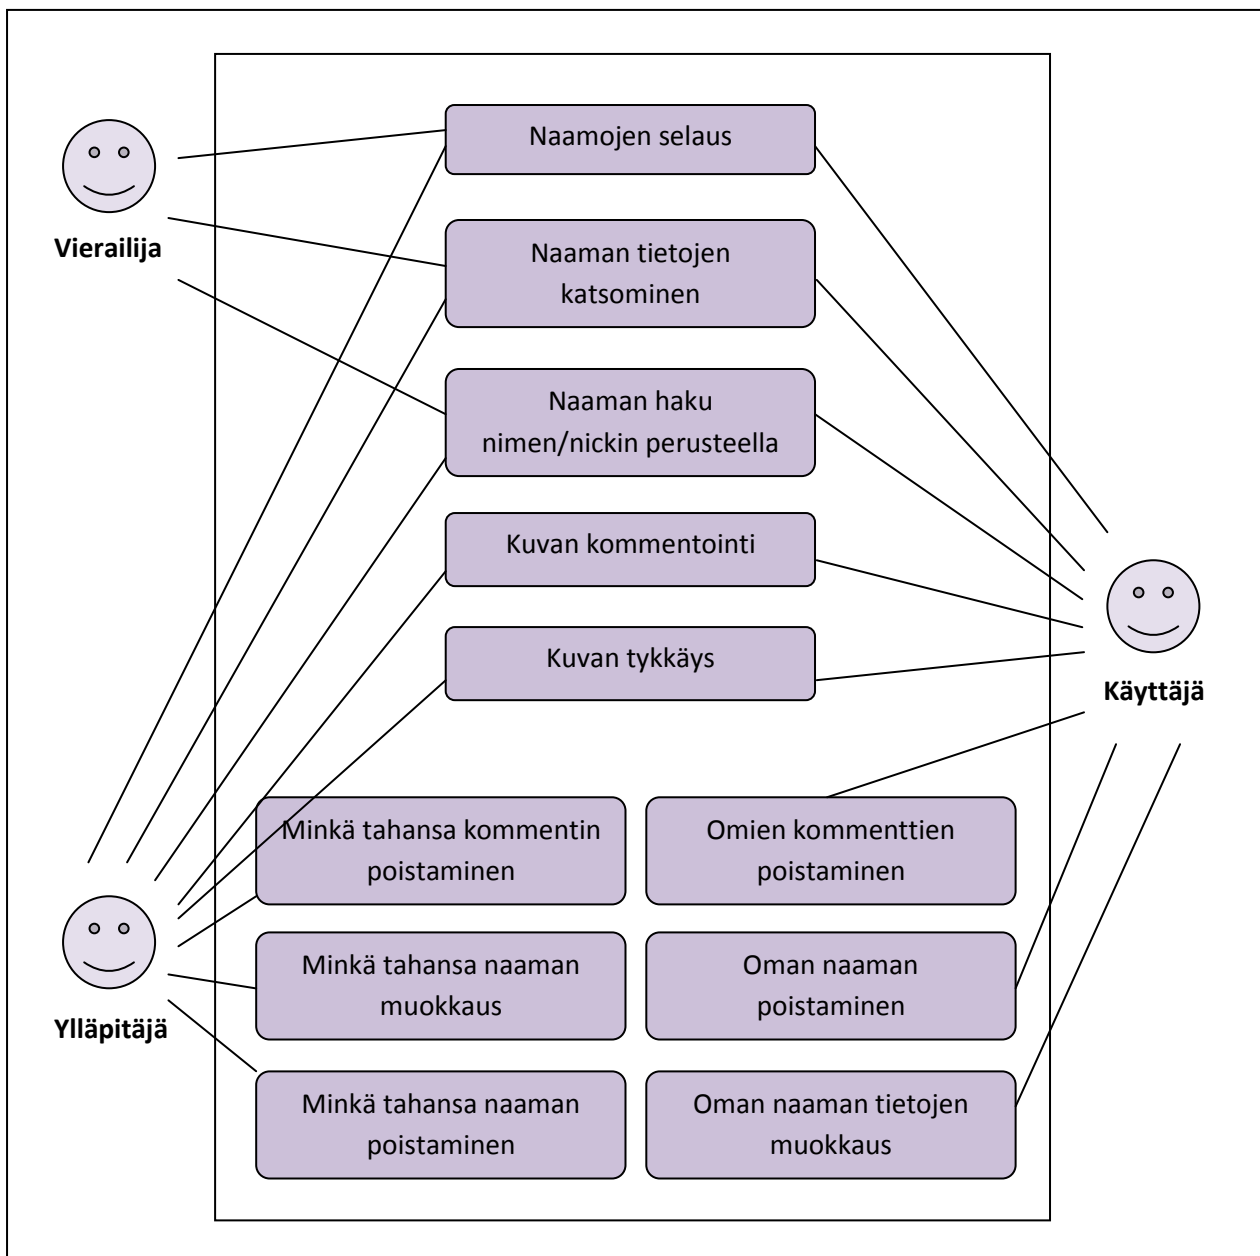 Naamojen selaus
Vierailija
Naaman tietojen
katsominen
Naaman haku
nimen/nickin perusteella
Kuvan kommentointi
Kuvan tykkäys
Käyttäjä
Minkä tahansa kommentin
poistaminen
Omien kommenttien
poistaminen
Ylläpitäjä
Minkä tahansa naaman
muokkaus
Oman naaman
poistaminen
Minkä tahansa naaman
poistaminen
Oman naaman tietojen
muokkaus